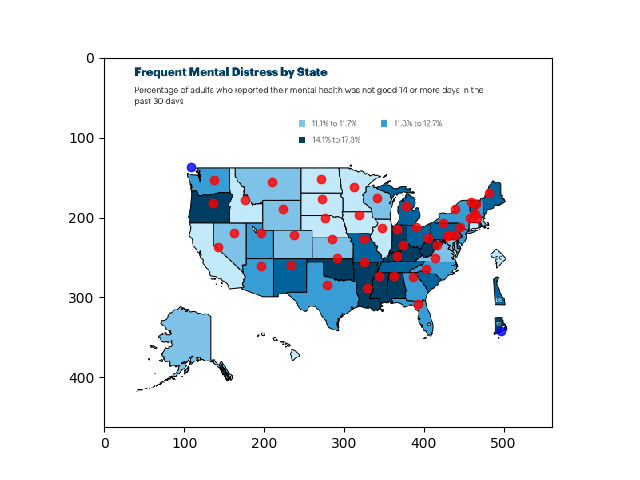 0
Frequent Mental Distress by State
Percentage of adults who reported their mental health was not good 14 or more days in the
past 30 days
100
11.1% to 11.7%
11.8% to 12.7%
14.1% to 17.3%
200
300
400
0 100 200 300 400 500